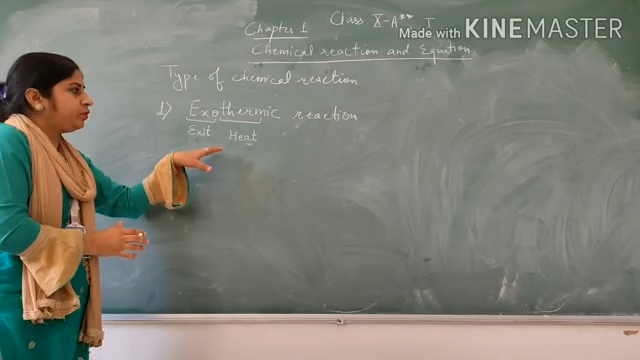 Chapter 1 Class X-A
Made with KINEMASTER
Chemical reaction and Equation
Type of chemical reaction
1) Exothermic reaction
Exit Heat